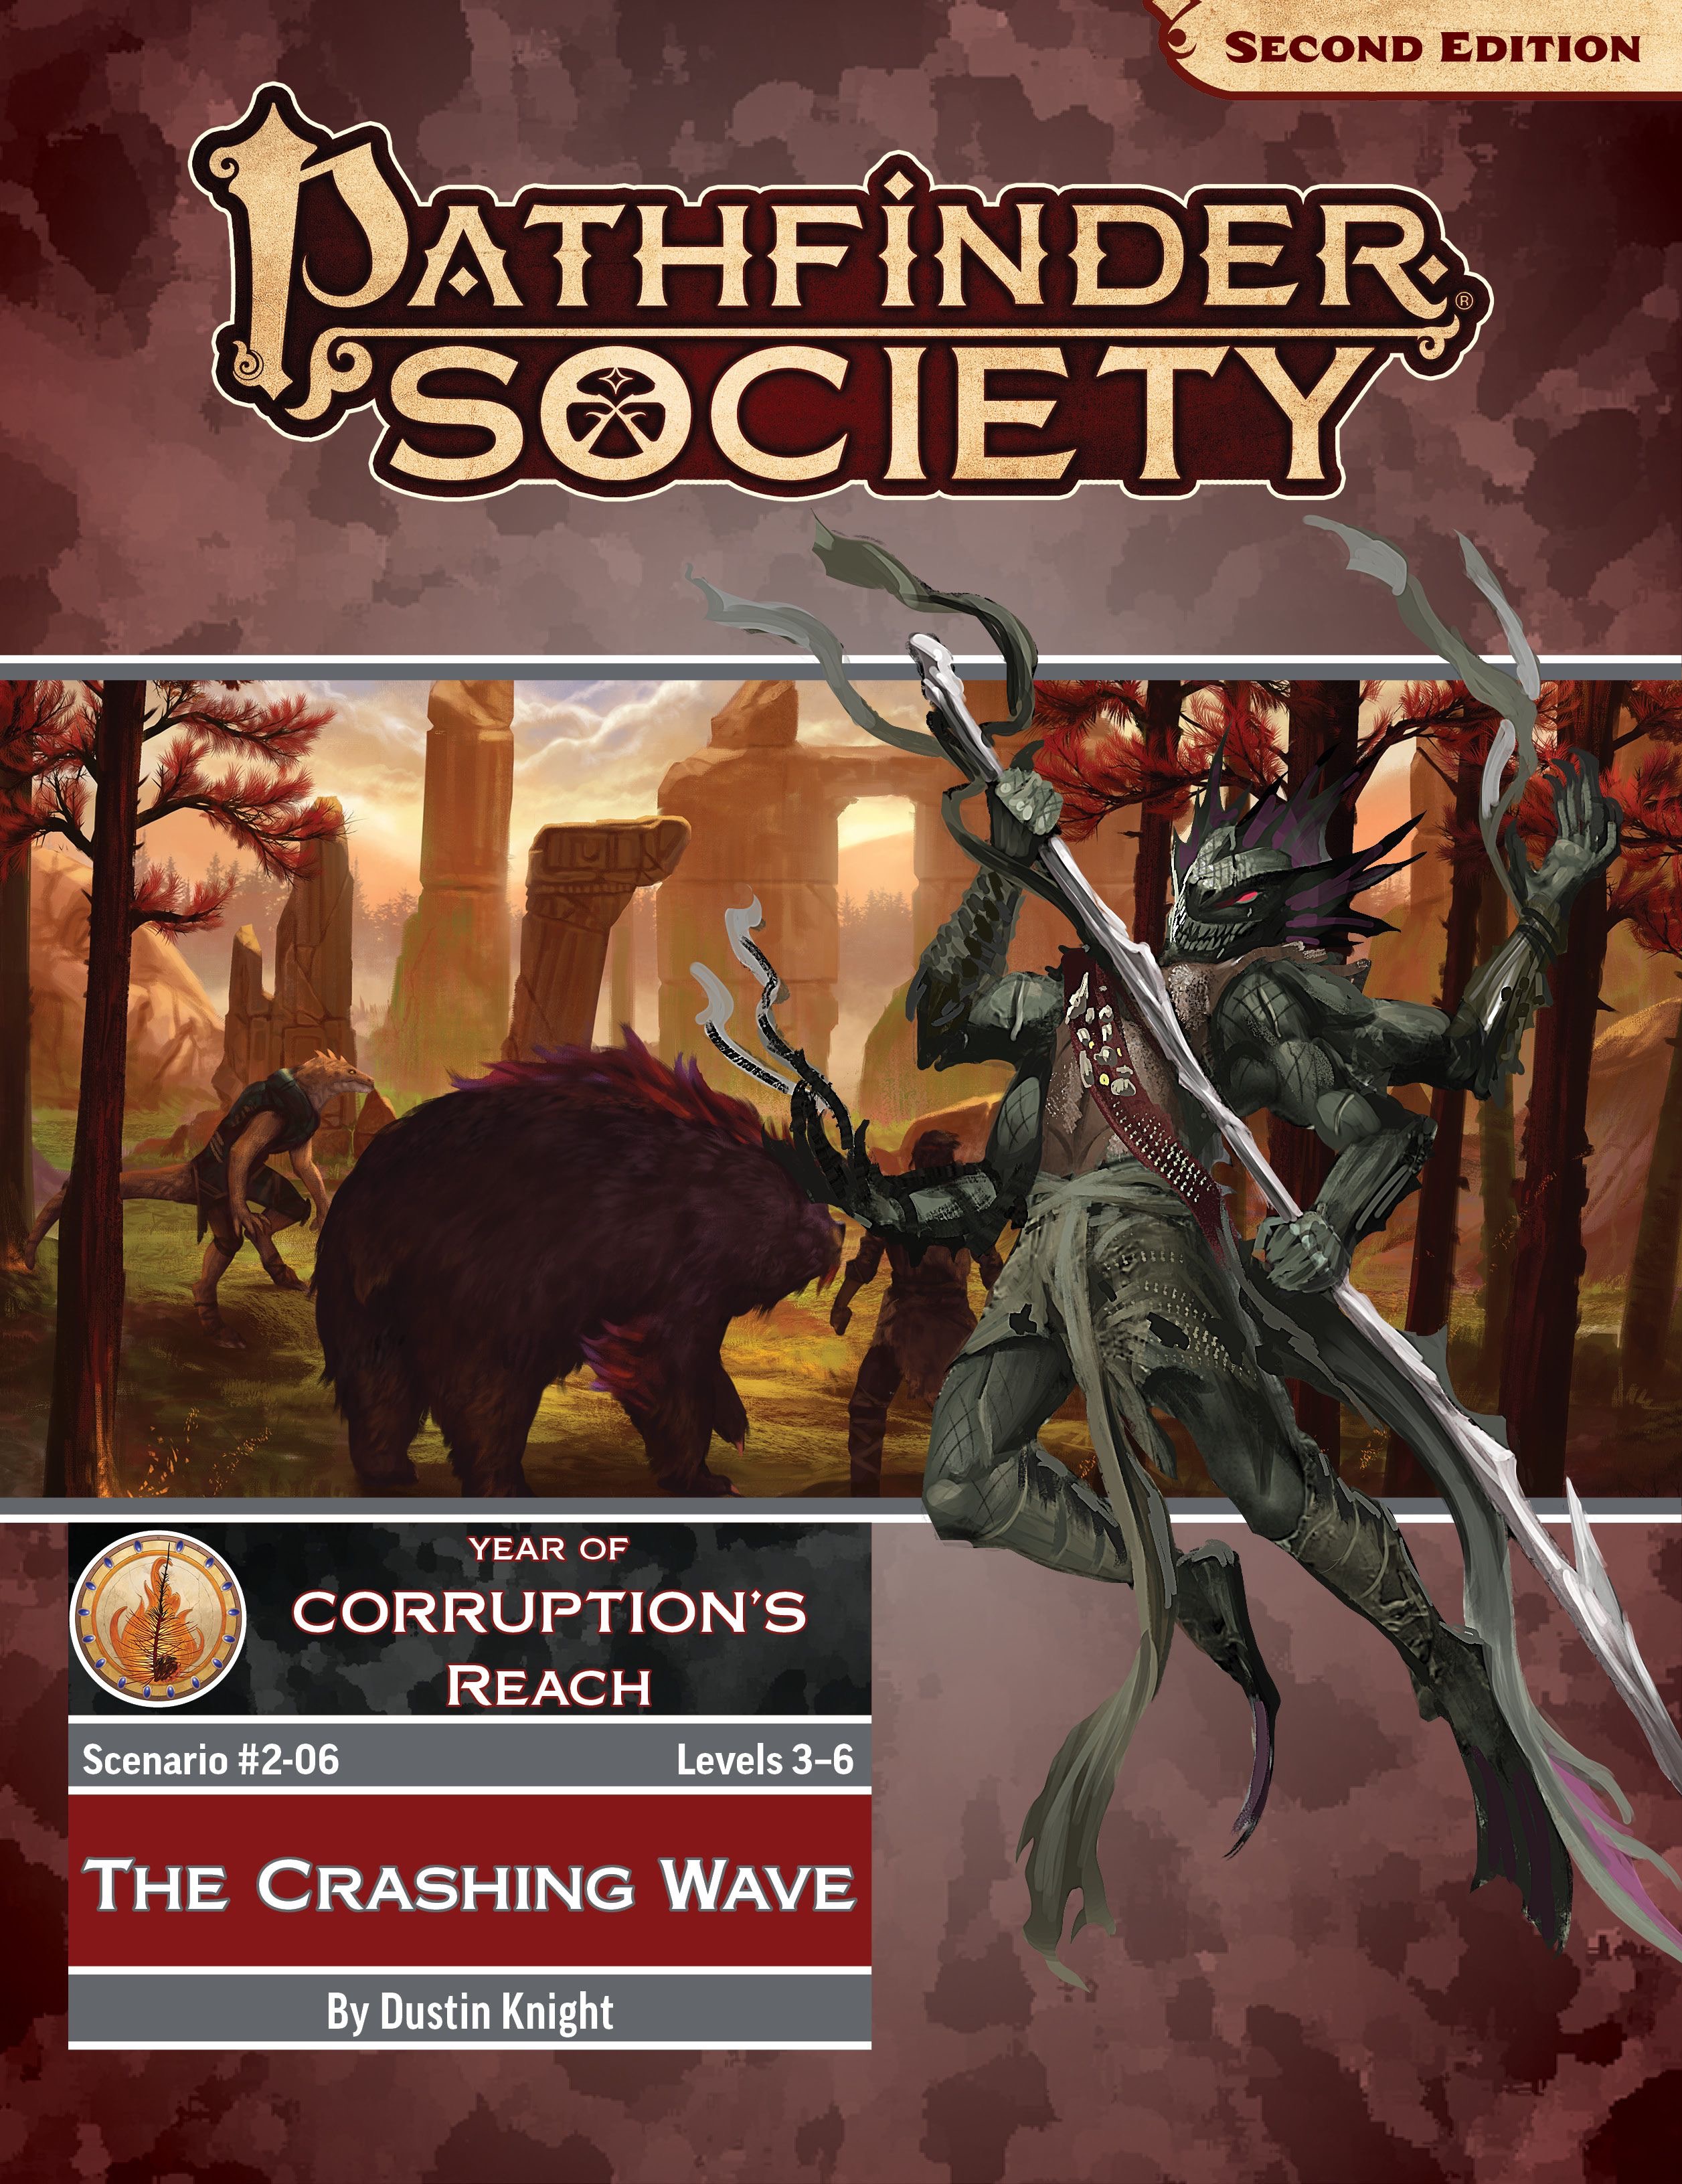 Second Edition
Pathfinder®
Society
Year of
Corruption's
Reach
Scenario #2-06
Levels 3–6
The Crashing Wave
By Dustin Knight